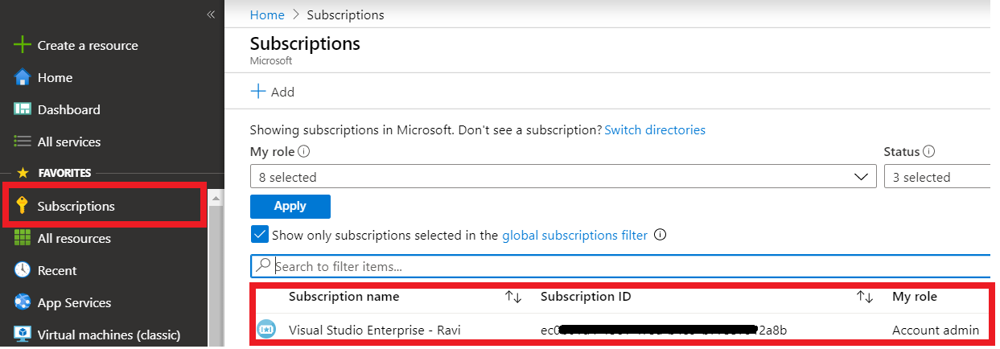 Create a resource
Home
Dashboard
All services
FAVORITES
Subscriptions
All resources
Recent
App Services
Virtual machines (classic)
Home > Subscriptions
Subscriptions
Microsoft
Add
Showing subscriptions in Microsoft. Don't see a subscription? Switch directories
My role
Status
8 selected
3 selected
Apply
Show only subscriptions selected in the global subscriptions filter
Search to filter items...
Subscription name Subscription ID My role
Visual Studio Enterprise - Ravi Account admin